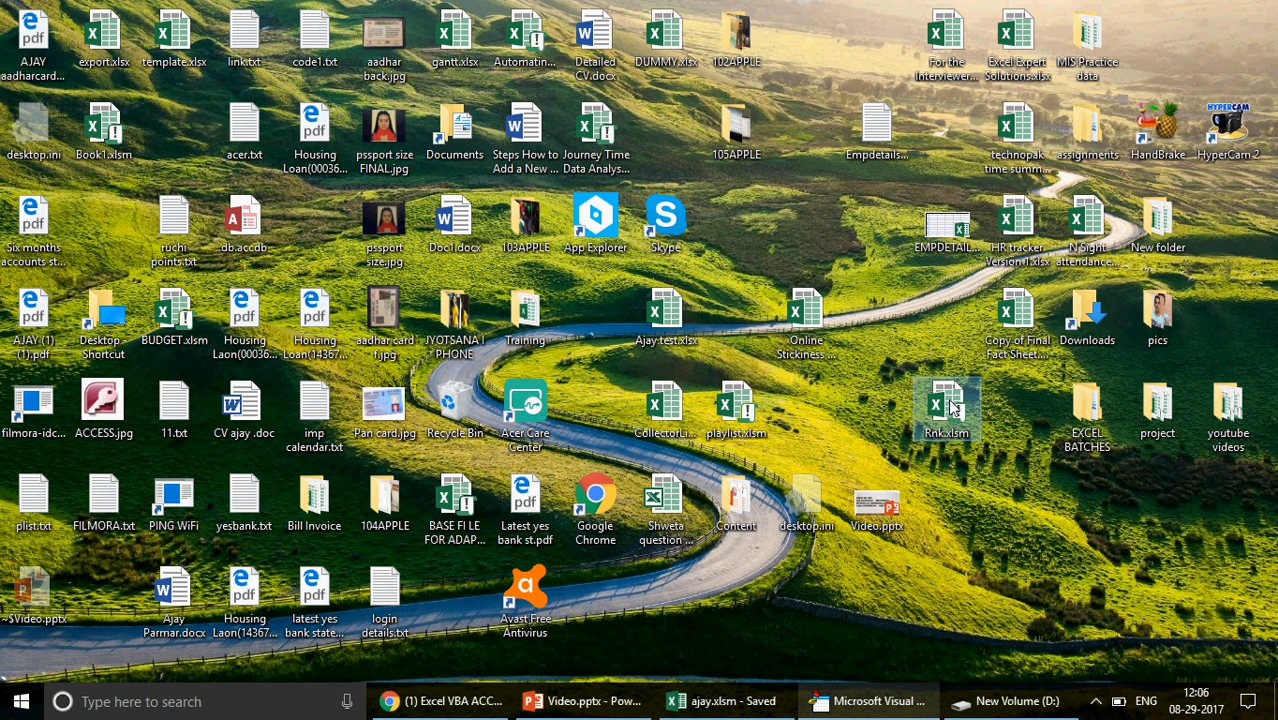 AJAY
aadharcard...
export.xlsx
template.xlsx
link.txt
code1.txt
aadhar
back.jpg
gantt.xlsx
Automatin...
Detailed
CV.docx
DUMMY.xlsx
102APPLE
For the
Interviewer...
Excel Expert
Solutions.xlsx
MIS Practice
data
desktop.ini
Book1.xlsm
acer.txt
Housing
Loan(00036...
pssport size
FINAL.jpg
Documents
Steps How to
Add a New ...
Journey Time
Data Analys...
105APPLE
Empdetails...
technopak
time summ...
assignments
HandBrake
HYPERCAM
HyperCam 2
Six months
accounts st...
ruchi
points.txt
db.accdb
pssport
size.jpg
Doc1.docx
103APPLE
App Explorer
Skype
EMPDETAIL...
HR tracker
Version-1.xlsx
N Sight
attendance...
New folder
AJAY (1)
(1).pdf
Desktop -
Shortcut
BUDGET.xlsm
Housing
Laon(00036...
Housing
Loan(14367...
aadhar card
f.jpg
JYOTSANA I
PHONE
Training
Ajay test.xlsx
Online
Stickiness ...
Copy of Final
Fact Sheet...
Downloads
pics
filmora-idc...
ACCESS.jpg
11.txt
CV ajay .doc
imp
calendar.txt
Pan card.jpg
Recycle Bin
Acer Care
Center
CollectorLi...
playlist.xlsm
Rnk.xlsm
EXCEL
BATCHES
project
youtube
videos
plist.txt
FILMORA.txt
PING WiFi
yesbank.txt
Bill Invoice
104APPLE
BASE FI LE
FOR ADAP...
Latest yes
bank st.pdf
Google
Chrome
Shweta
question ...
Content
desktop.ini
Video.pptx
~$Video.pptx
Ajay
Parmar.docx
Housing
Laon(14367...
latest yes
bank state...
login
details.txt
Avast Free
Antivirus
Type here to search
(1) Excel VBA ACC...
Video.pptx - Pow...
ajay.xlsm - Saved
Microsoft Visual ...
New Volume (D:)
ENG
12:06
08-29-2017